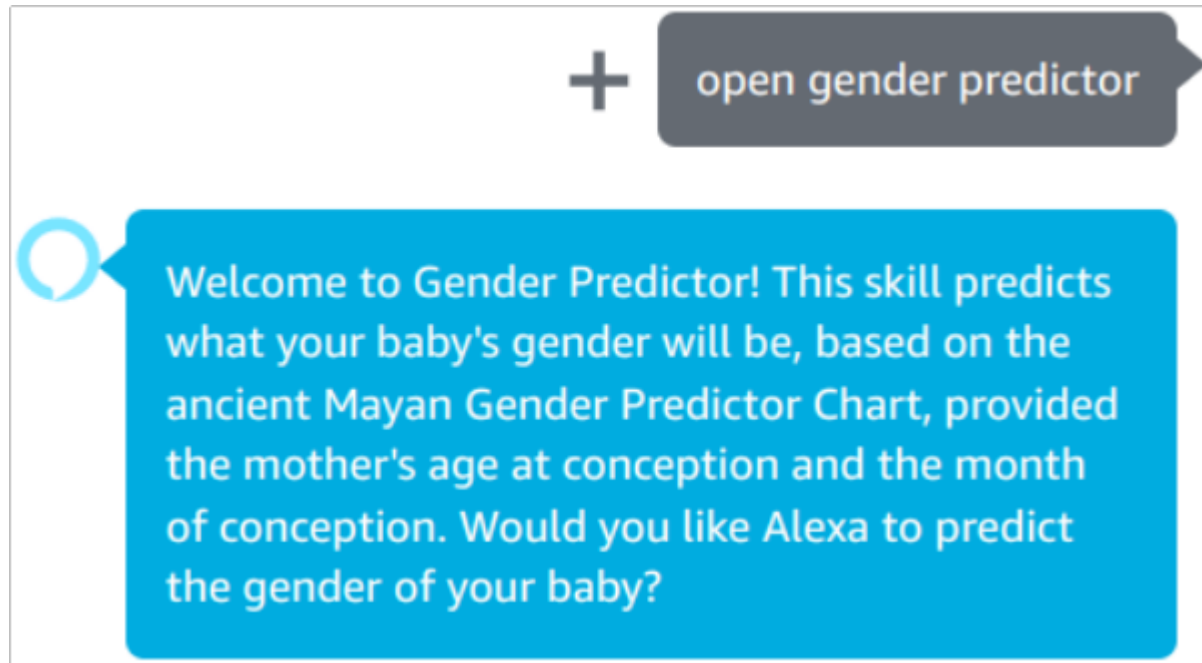 open gender predictor
Welcome to Gender Predictor! This skill predicts
what your baby's gender will be, based on the
ancient Mayan Gender Predictor Chart, provided
the mother's age at conception and the month
of conception. Would you like Alexa to predict
the gender of your baby?